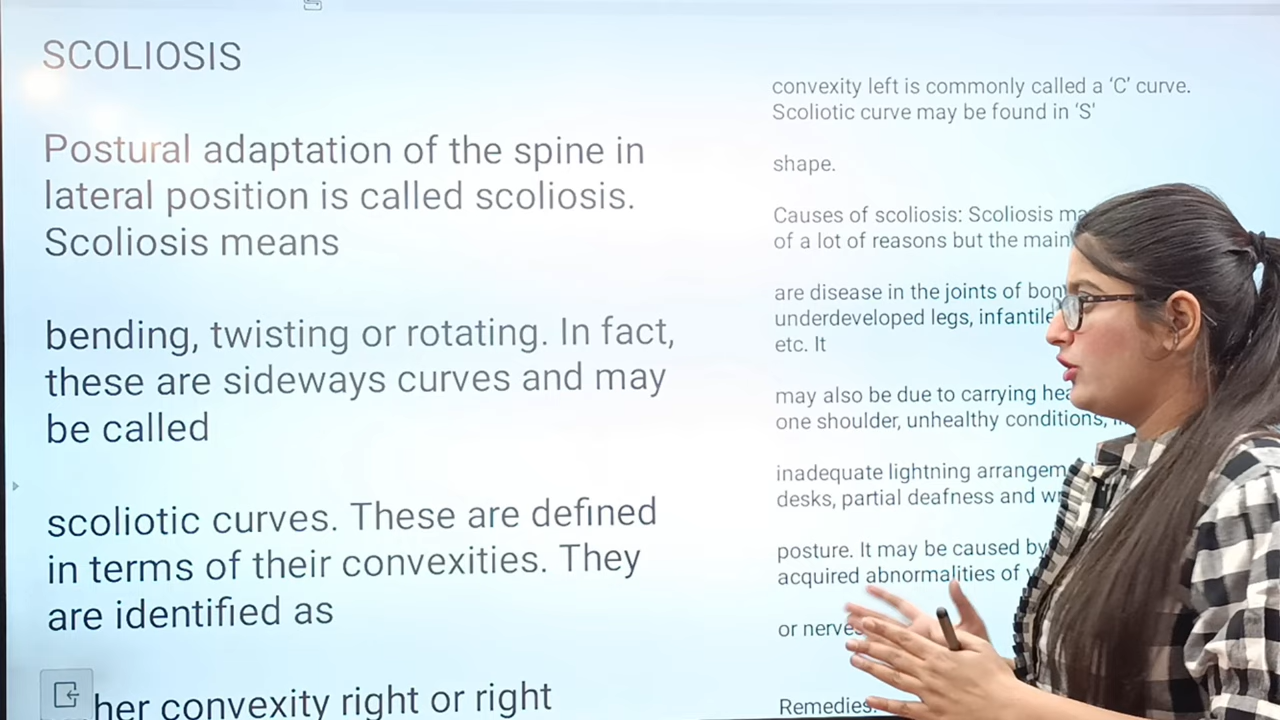 SCOLIOSIS
Postural adaptation of the spine in
lateral position is called scoliosis.
Scoliosis means
bending, twisting or rotating. In fact,
these are sideways curves and may
be called
scoliotic curves. These are defined
in terms of their convexities. They
are identified as
convexity right or right
convexity left is commonly called a ‘C’ curve.
Scoliotic curve may be found in ‘S’
shape.
Causes of scoliosis: Scoliosis
of a lot of reasons but the main
are disease in the joints of
underdeveloped legs, infantile
etc. It
may also be due to carrying
one shoulder, unhealthy conditions,
inadequate lightning
desks, partial deafness and
posture. It may be caused by
acquired abnormalities of
or
Remedies: